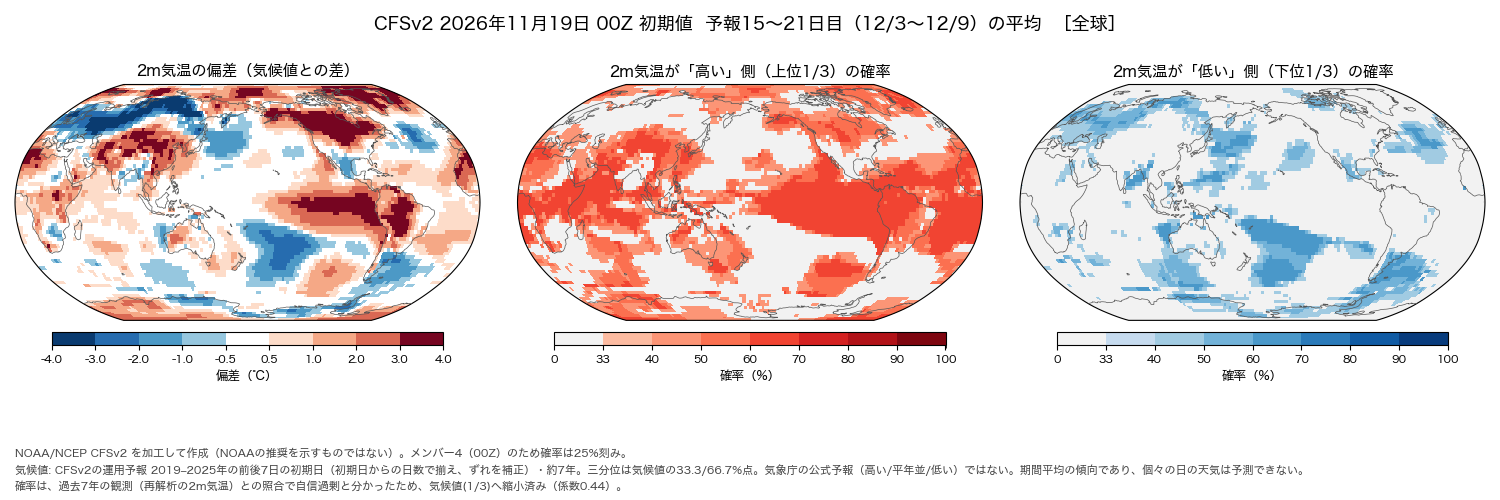 CFSv2 2026年11月19日 00Z 初期値  予報15～21日目（12/3～12/9）の平均  ［全球］
2m気温の偏差（気候値との差）
2m気温が「高い」側（上位1/3）の確率
2m気温が「低い」側（下位1/3）の確率
-4.0 -3.0 -2.0 -1.0 -0.5 0.5 1.0 2.0 3.0 4.0
偏差（℃）
0 33 40 50 60 70 80 90 100
確率（%）
0 33 40 50 60 70 80 90 100
確率（%）
NOAA/NCEP CFSv2 を加工して作成（NOAAの推奨を示すものではない）。メンバー4（00Z）のため確率は25%刻み。
気候値: CFSv2の運用予報 2019–2025年の前後7日の初期日（初期日からの日数で揃え、ずれを補正）・約7年。三分位は気候値の33.3/66.7%点。気象庁の公式予報（高い/平年並/低い）ではない。期間平均の傾向であり、個々の日の天気は予測できない。
確率は、過去7年の観測（再解析の2m気温）との照合で自信過剰と分かったため、気候値(1/3)へ縮小済み（係数0.44）。